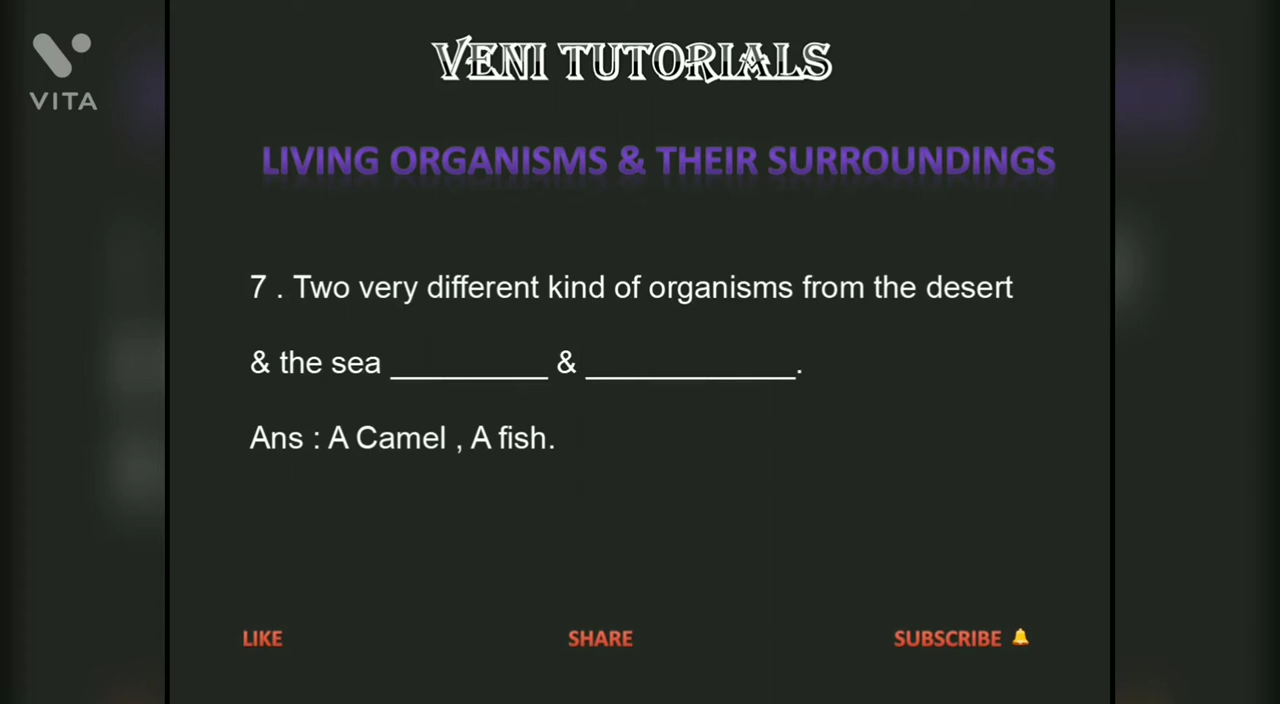 VITA
VENI TUTORIALS
LIVING ORGANISMS & THEIR SURROUNDINGS
7 . Two very different kind of organisms from the desert
& the sea _________ & ____________.
Ans : A Camel , A fish.
LIKE SHARE SUBSCRIBE